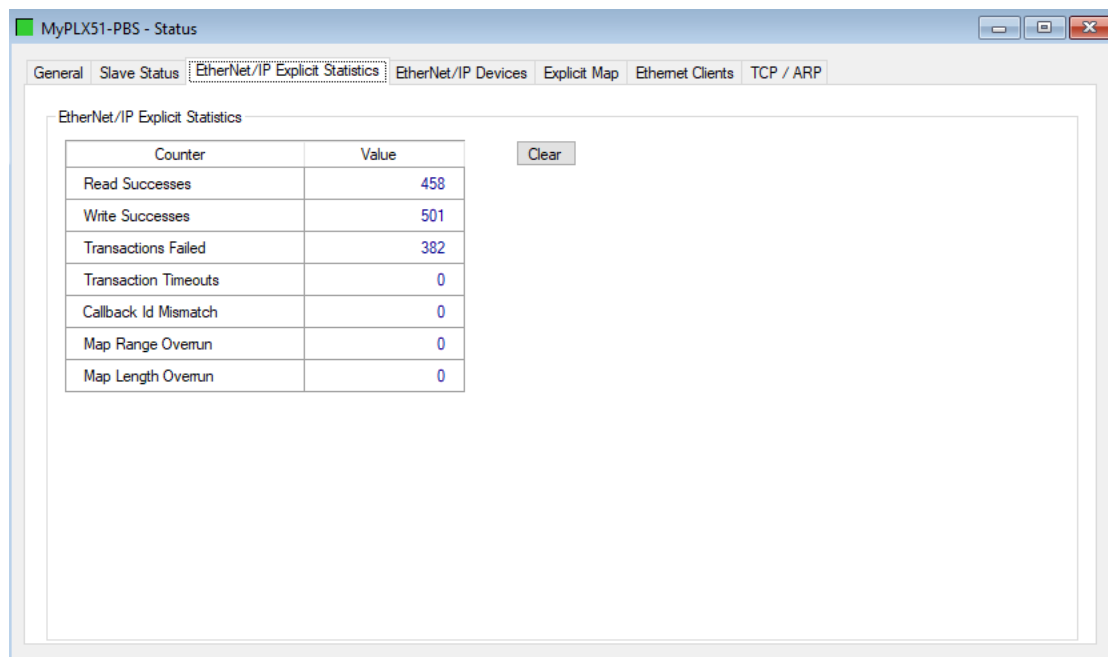 MyPLX51-PBS - Status
General Slave Status EtherNet/IP Explicit Statistics EtherNet/IP Devices Explicit Map Ethernet Clients TCP / ARP
EtherNet/IP Explicit Statistics
Counter Value Clear
Read Successes 458
Write Successes 501
Transactions Failed 382
Transaction Timeouts 0
Callback Id Mismatch 0
Map Range Overrun 0
Map Length Overrun 0